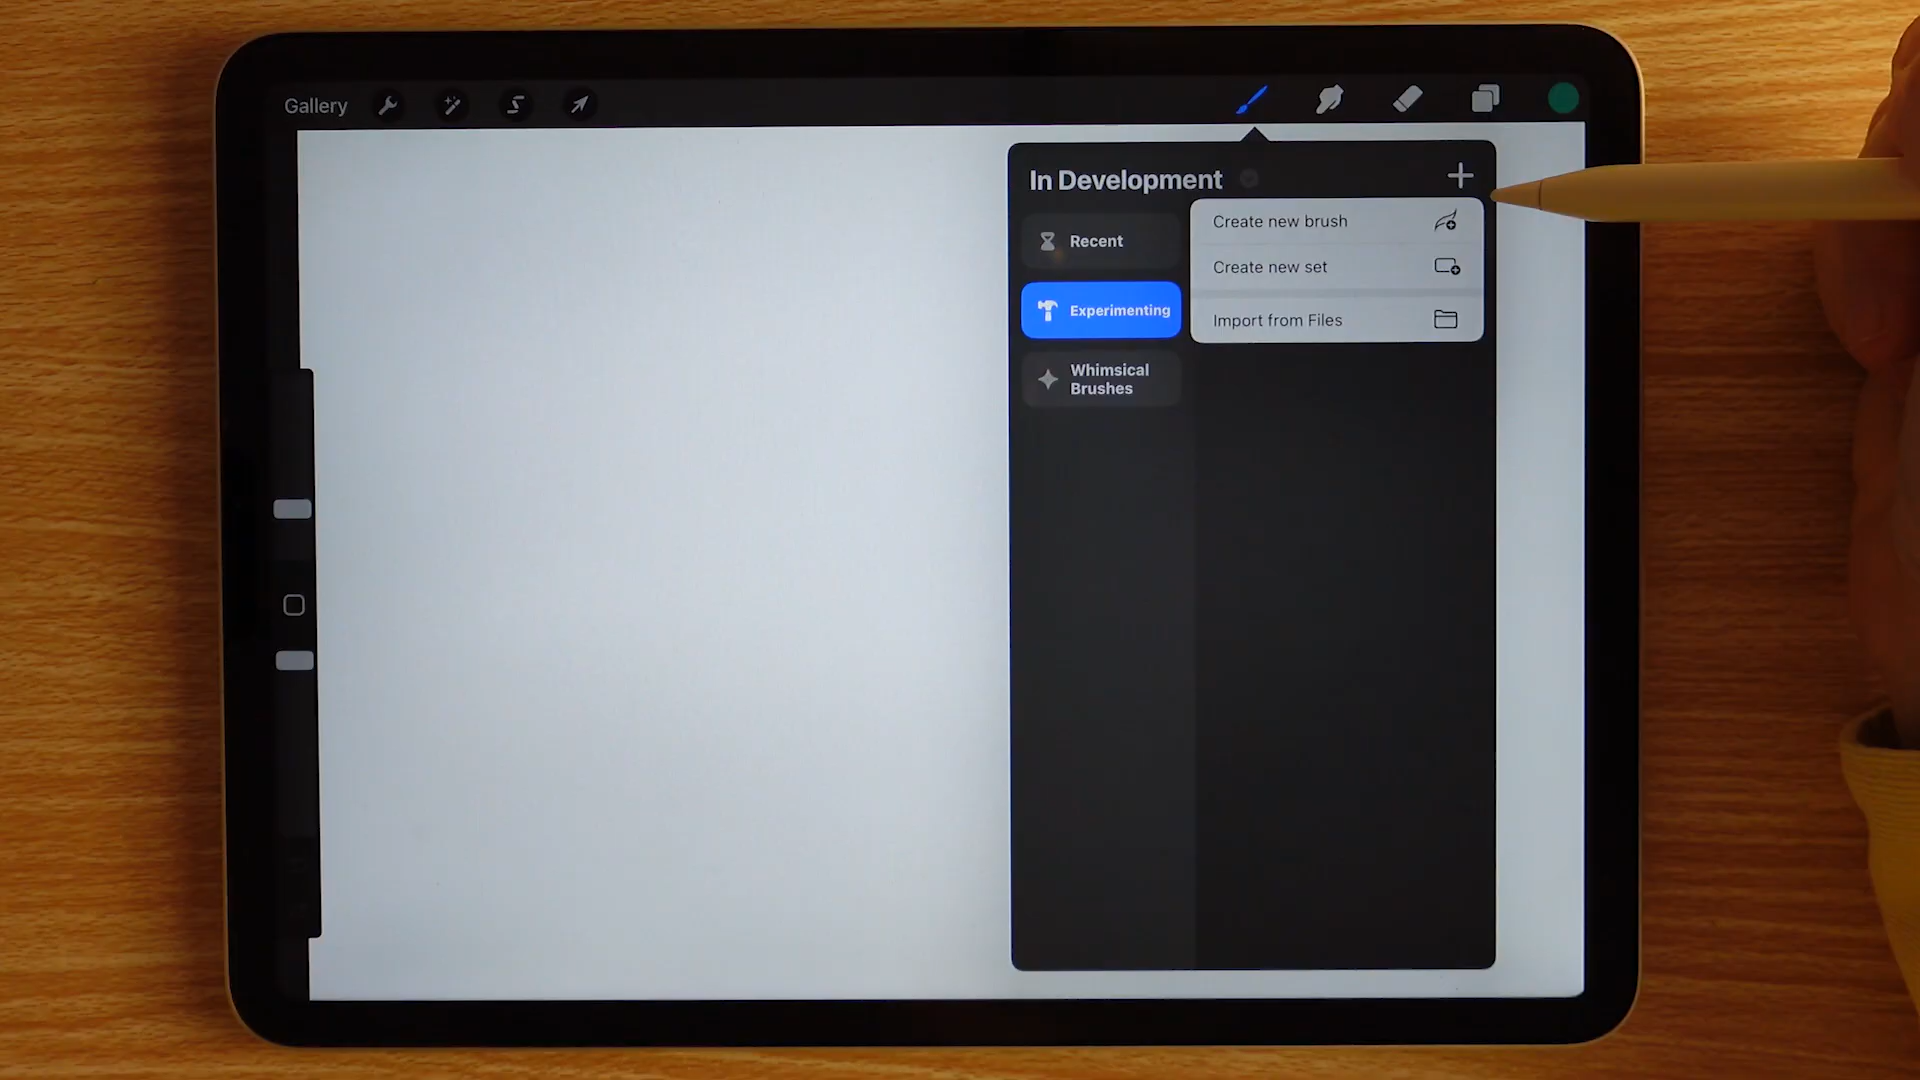 Gallery
In Development
Recent
Experimenting
Whimsical
Brushes
Create new brush
Create new set
Import from Files